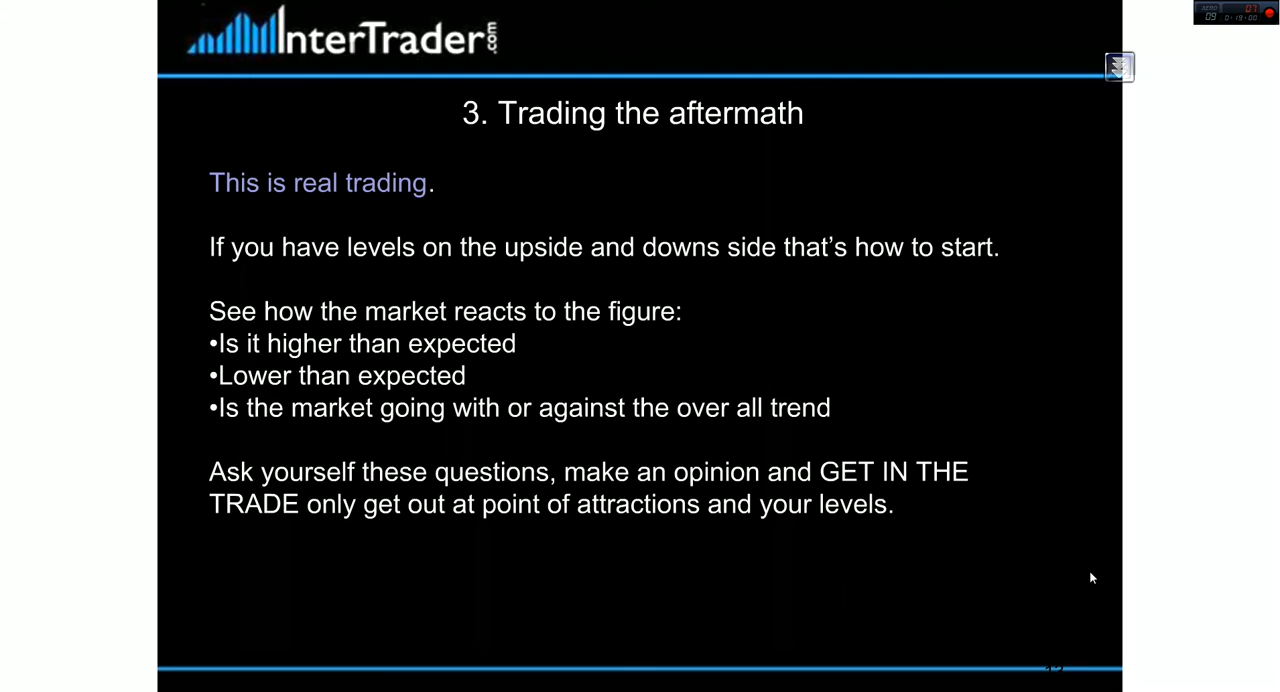 InterTrader.com
3. Trading the aftermath
This is real trading.
If you have levels on the upside and downs side that’s how to start.
See how the market reacts to the figure:
•Is it higher than expected
•Lower than expected
•Is the market going with or against the over all trend
Ask yourself these questions, make an opinion and GET IN THE
TRADE only get out at point of attractions and your levels.